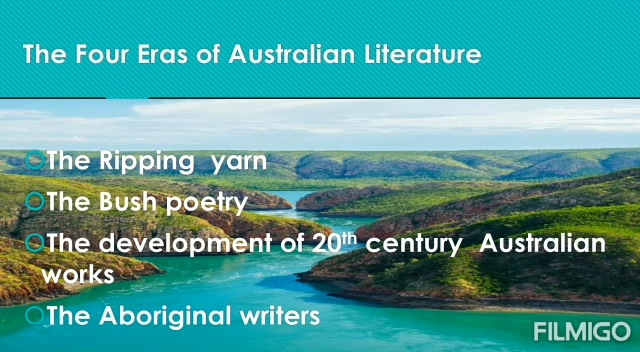 The Four Eras of Australian Literature
The Ripping yarn
The Bush poetry
The development of 20th century Australian
works
The Aboriginal writers
FILMIGO